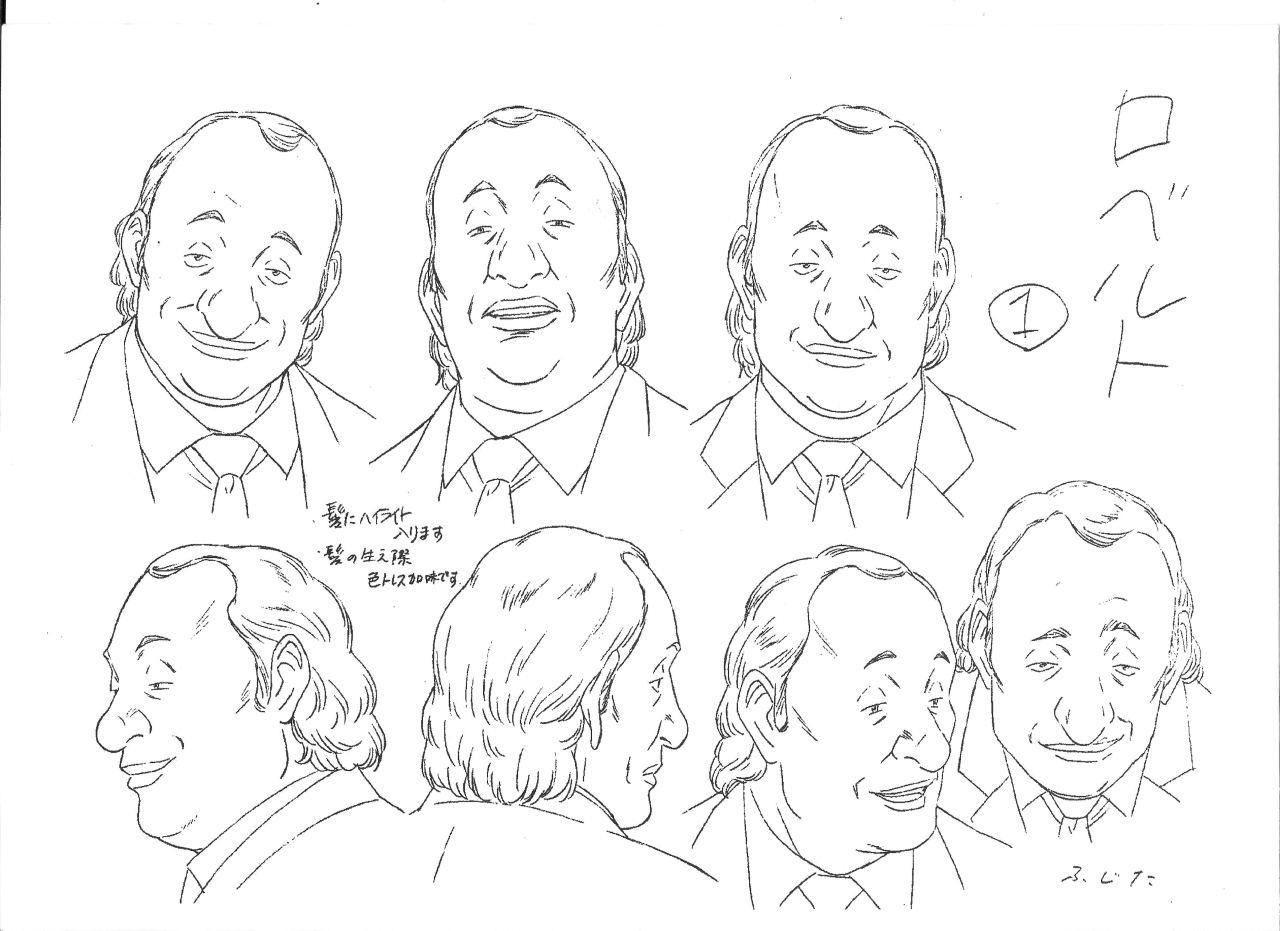 ロベルト
1
・髪にハイライト
入ります
・髪の生え際
色トレス加味です。
ふじた